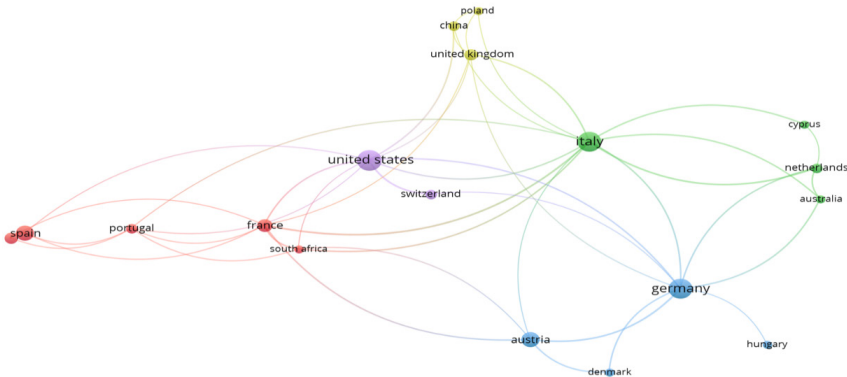 poland
china
united kingdom
cyprus
italy
united states
netherlands
switzerland
australia
spain
portugal
france
south africa
germany
austria
hungary
denmark